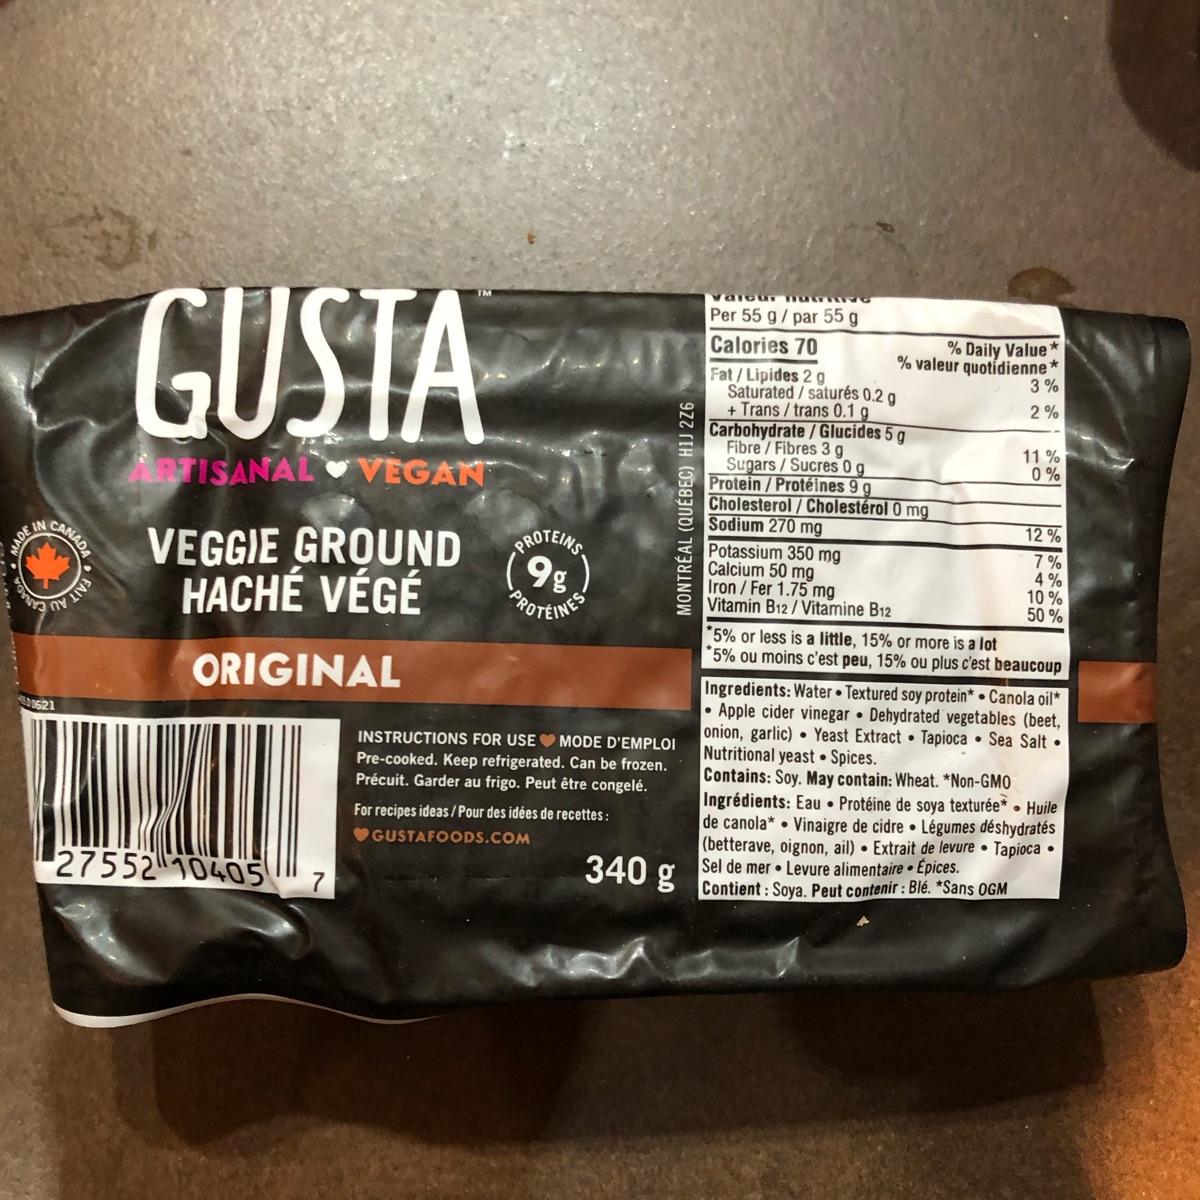 GUSTA™
ARTISANAL ♥ VEGAN
MADE IN CANADA • FAIT AU CANADA •
VEGGIE GROUND
HACHÉ VÉGÉ
PROTEINS
9g
PROTÉINES
ORIGINAL
27552 10405 7
INSTRUCTIONS FOR USE ♥ MODE D'EMPLOI
Pre-cooked. Keep refrigerated. Can be frozen.
Précuit. Garder au frigo. Peut être congelé.
For recipes ideas / Pour des idées de recettes :
♥GUSTAFOODS.COM
340 g
MONTRÉAL (QUÉBEC) H1J 2Z6
Valeur nutritive
Per 55 g / par 55 g
Calories 70
% Daily Value*
% valeur quotidienne*
Fat / Lipides 2 g 3 %
Saturated / saturés 0.2 g
+ Trans / trans 0.1 g 2 %
Carbohydrate / Glucides 5 g
Fibre / Fibres 3 g 11 %
Sugars / Sucres 0 g 0 %
Protein / Protéines 9 g
Cholesterol / Cholestérol 0 mg
Sodium 270 mg 12 %
Potassium 350 mg 7 %
Calcium 50 mg 4 %
Iron / Fer 1.75 mg 10 %
Vitamin B12 / Vitamine B12 50 %
*5% or less is a little, 15% or more is a lot
*5% ou moins c'est peu, 15% ou plus c'est beaucoup
Ingredients: Water • Textured soy protein* • Canola oil*
• Apple cider vinegar • Dehydrated vegetables (beet,
onion, garlic) • Yeast Extract • Tapioca • Sea Salt •
Nutritional yeast • Spices.
Contains: Soy. May contain: Wheat. *Non-GMO
Ingrédients: Eau • Protéine de soya texturée* • Huile
de canola* • Vinaigre de cidre • Légumes déshydratés
(betterave, oignon, ail) • Extrait de levure • Tapioca •
Sel de mer • Levure alimentaire • Épices.
Contient : Soya. Peut contenir : Blé. *Sans OGM